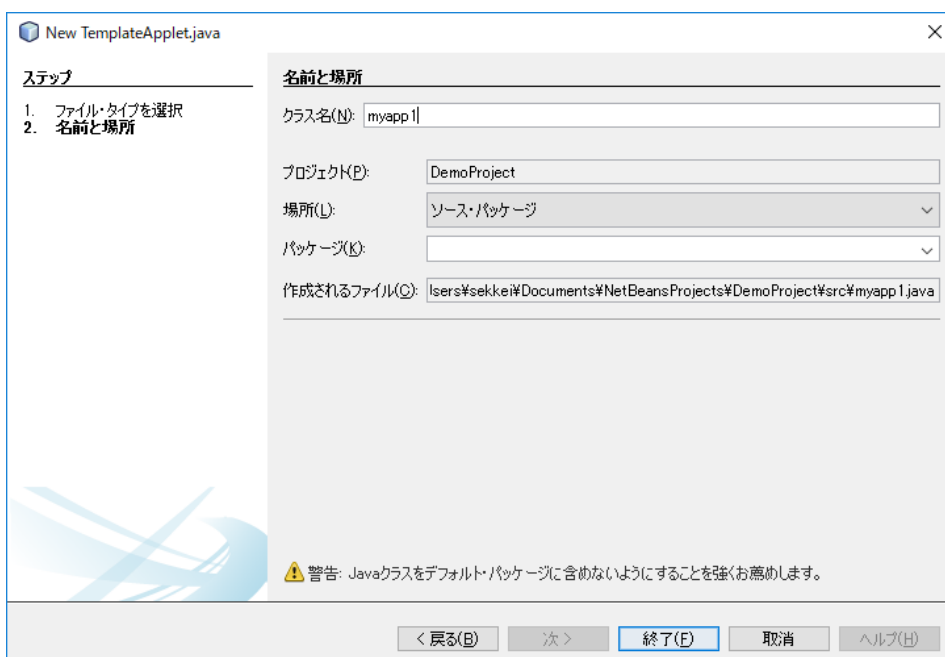 New TemplateApplet.java
ステップ
1. ファイル・タイプを選択
2. 名前と場所
名前と場所
クラス名(N): myapp1
プロジェクト(P): DemoProject
場所(L): ソース・パッケージ
パッケージ(K):
作成されるファイル(C): lsers¥sekkei¥Documents¥NetBeansProjects¥DemoProject¥src¥myapp1.java
警告: Javaクラスをデフォルト・パッケージに含めないようにすることを強くお薦めします。
< 戻る(B) 次 > 終了(F) 取消 ヘルプ(H)